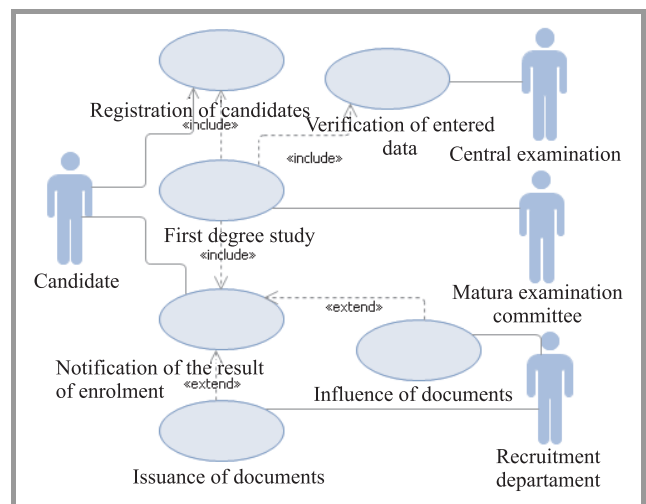 Registration of candidates
«include»
Verification of entered
data
«include»
Central examination
First degree study
«include»
Candidate
Matura examination
committee
«extend»
Notification of the result
of enrolment
«extend»
Influence of documents
Issuance of documents
Recruitment
departament